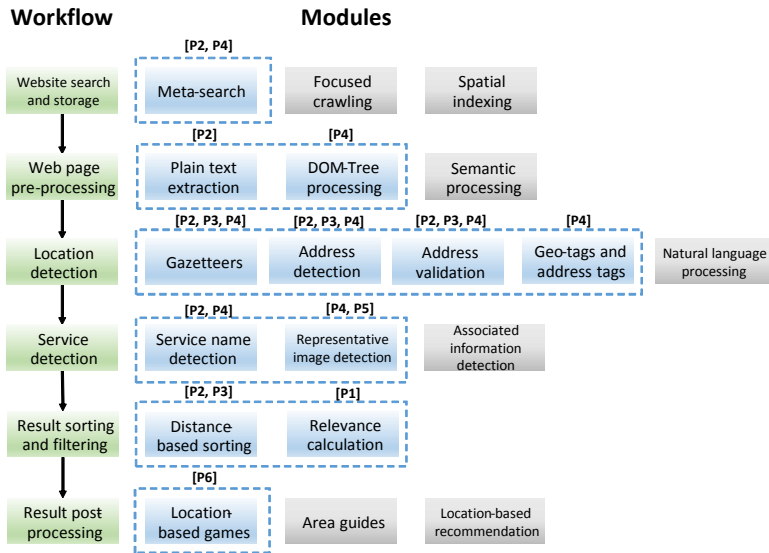 Workflow Modules
[P2, P4]
Website search and storage
Meta-search
Focused crawling
Spatial indexing
[P2] [P4]
Web page pre-processing
Plain text extraction
DOM-Tree processing
Semantic processing
[P2, P3, P4] [P2, P3, P4] [P2, P3, P4] [P4]
Location detection
Gazetteers
Address detection
Address validation
Geo-tags and address tags
Natural language processing
[P2, P4] [P4, P5]
Service detection
Service name detection
Representative image detection
Associated information detection
[P2, P3] [P1]
Result sorting and filtering
Distance based sorting
Relevance calculation
[P6]
Result post processing
Location based games
Area guides
Location-based recommendation